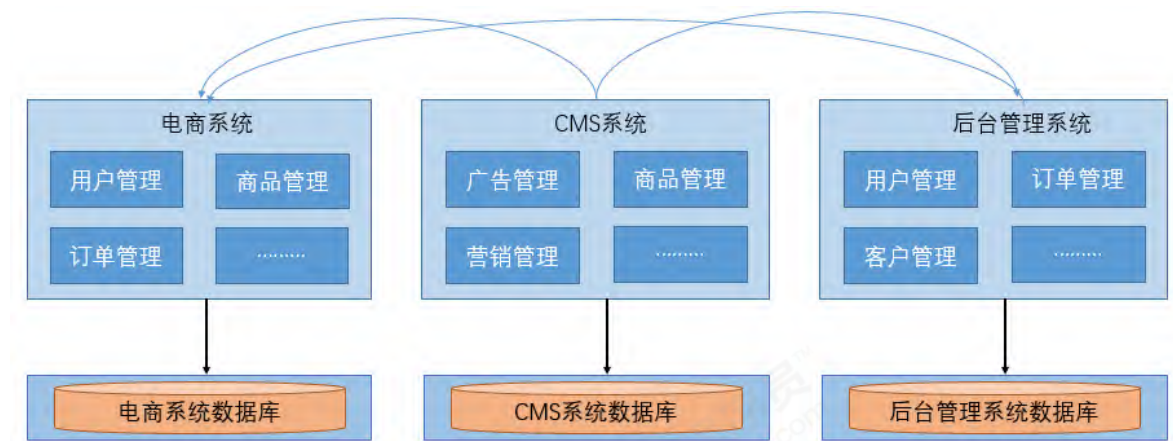 电商系统
用户管理
商品管理
订单管理
………
CMS系统
广告管理
商品管理
营销管理
………
后台管理系统
用户管理
订单管理
客户管理
………
电商系统数据库
CMS系统数据库
后台管理系统数据库